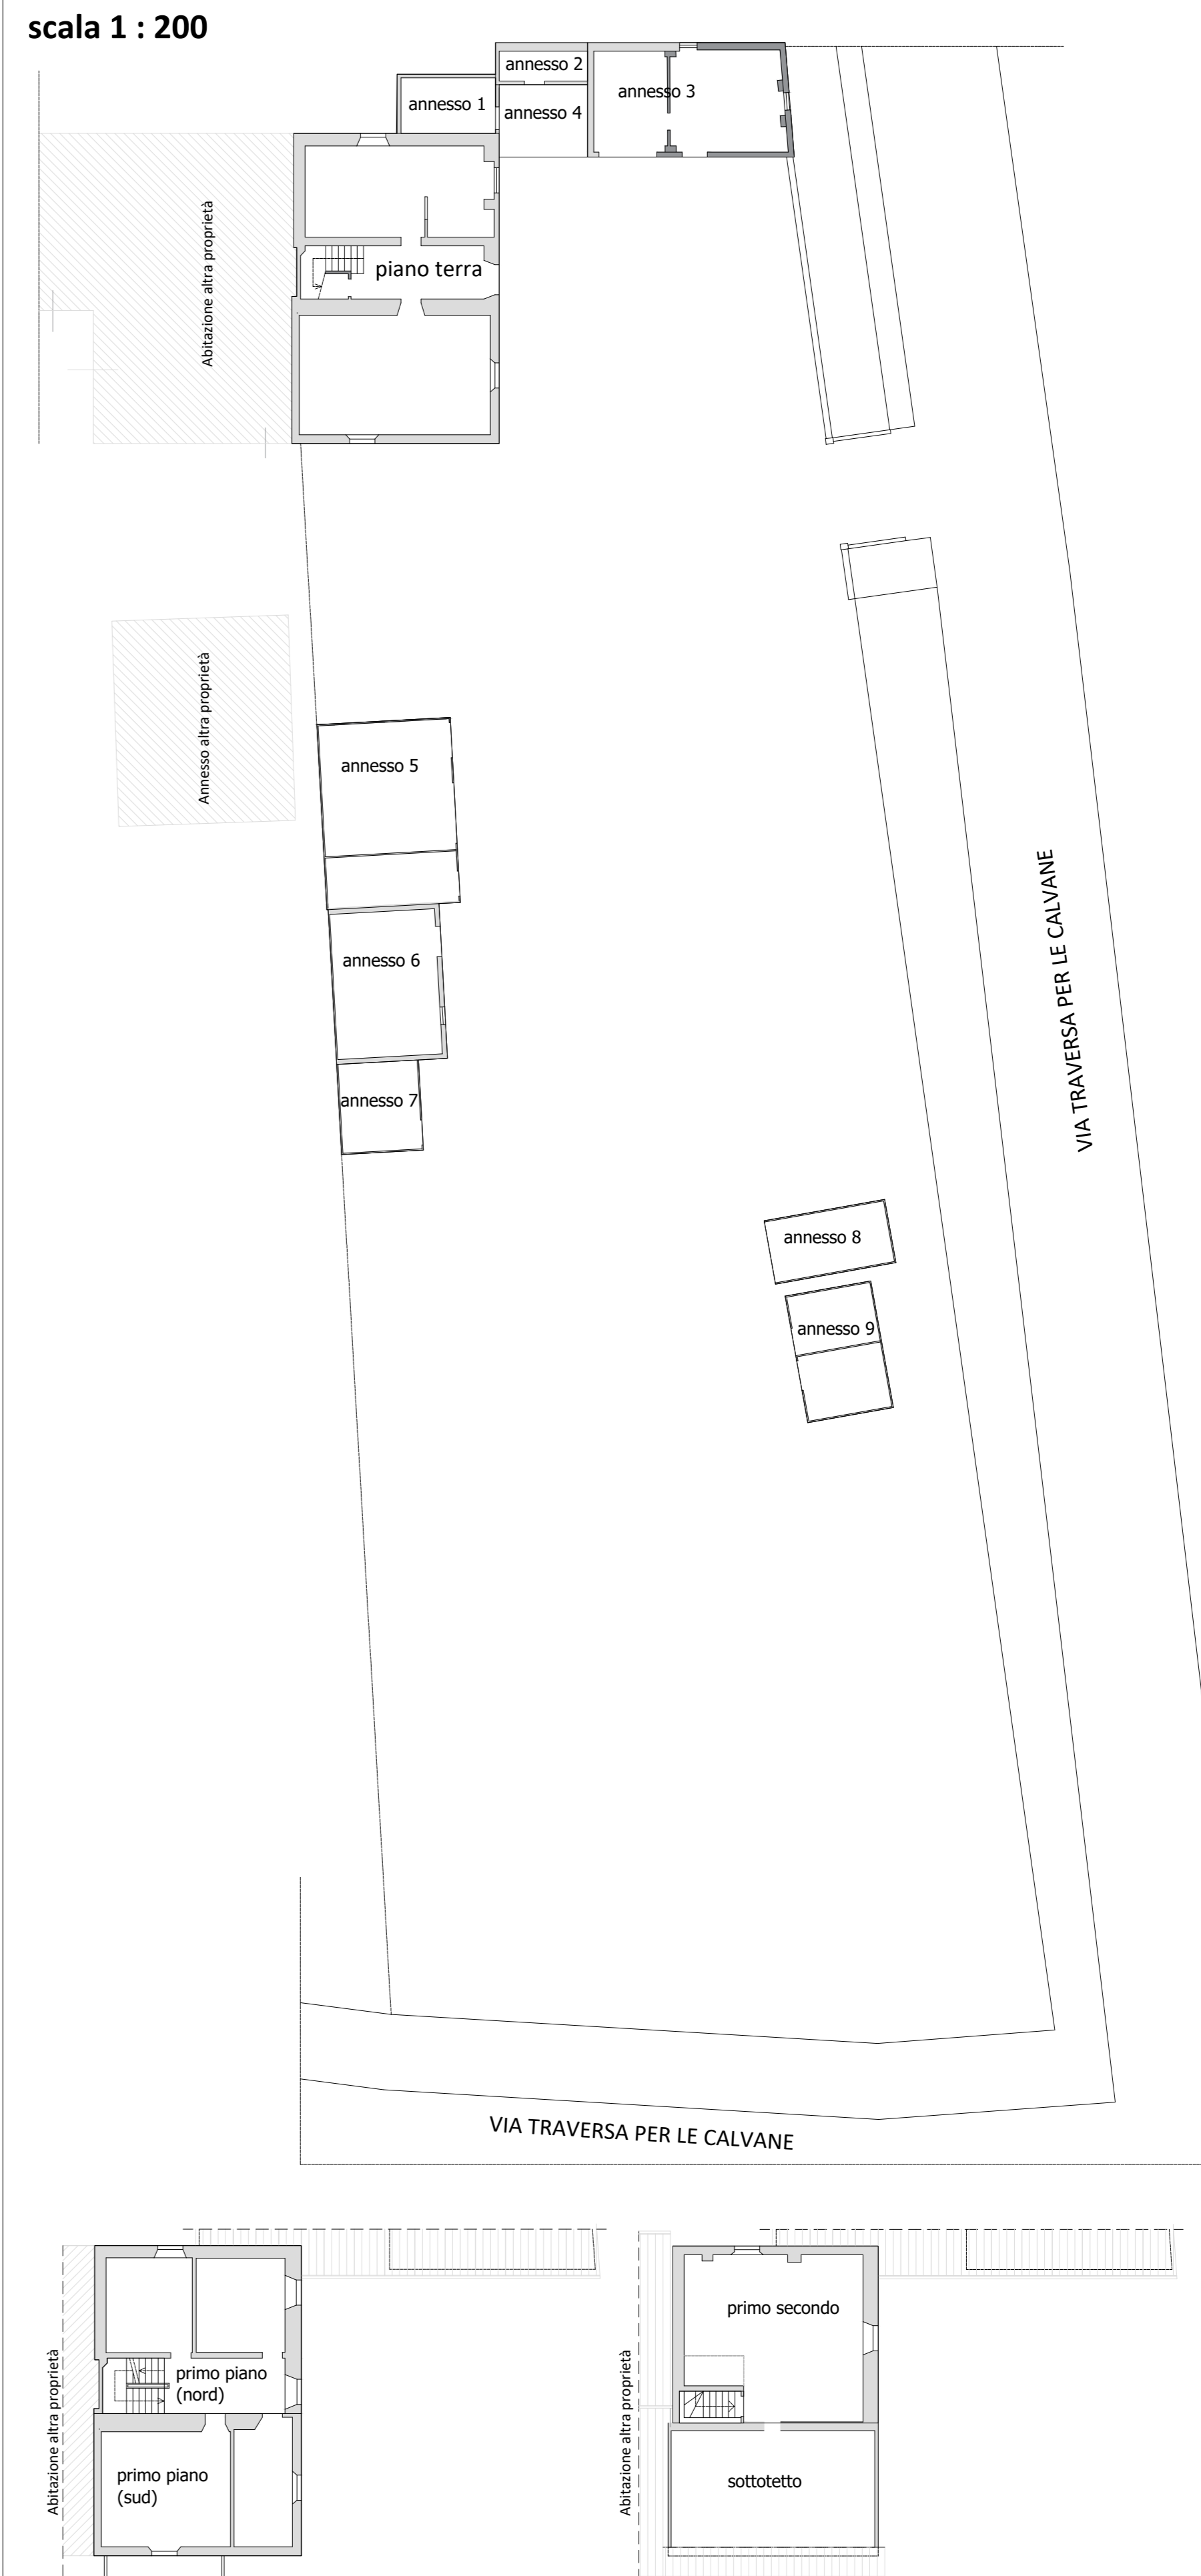 scala 1 : 200
annesso 2
annesso 1
annesso 4
annesso 3
Abitazione altra proprietà
piano terra
Annesso altra proprietà
annesso 5
annesso 6
annesso 7
VIA TRAVERSA PER LE CALVANE
annesso 8
annesso 9
VIA TRAVERSA PER LE CALVANE
Abitazione altra proprietà
primo piano
(nord)
primo piano
(sud)
Abitazione altra proprietà
primo secondo
sottotetto